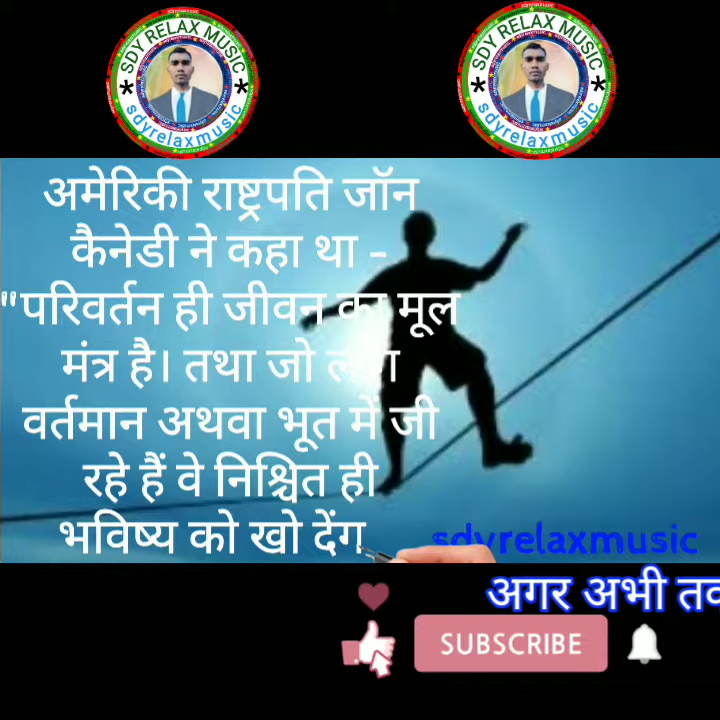 SDY RELAX MUSIC
sdyrelaxmusic
SDY RELAX MUSIC
sdyrelaxmusic
अमेरिकी राष्ट्रपति जॉन
कैनेडी ने कहा था -
"परिवर्तन ही जीवन का मूल
मंत्र है। तथा जो लोग
वर्तमान अथवा भूत में जी
रहे हैं वे निश्चित ही
भविष्य को खो देंग
sdyrelaxmusic
अगर अभी तक
SUBSCRIBE